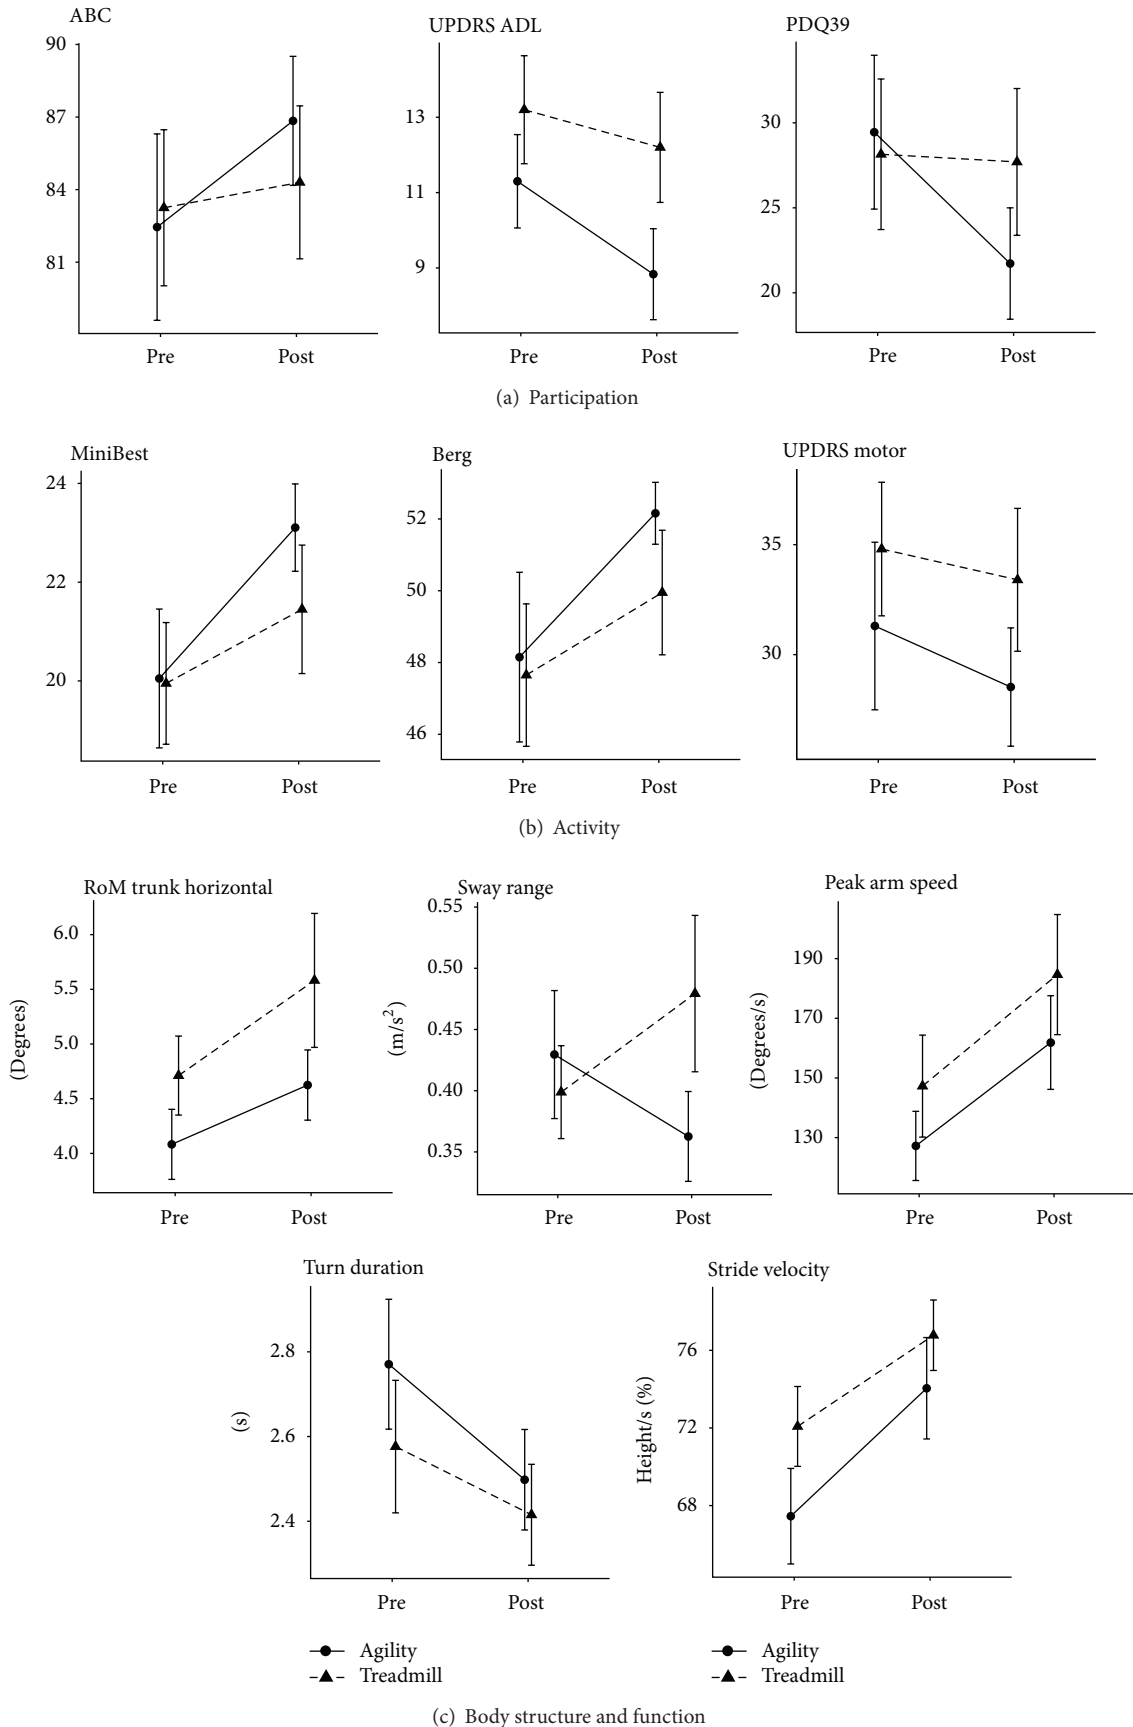 ABC
UPDRS ADL
PDQ39
90
87
84
81
Pre
Post
13
11
9
Pre
Post
30
25
20
Pre
Post
(a) Participation
MiniBest
Berg
UPDRS motor
24
22
20
Pre
Post
52
50
48
46
Pre
Post
35
30
Pre
Post
(b) Activity
RoM trunk horizontal
Sway range
Peak arm speed
(Degrees)
6.0
5.5
5.0
4.5
4.0
Pre
Post
(m/s²)
0.55
0.50
0.45
0.40
0.35
Pre
Post
(Degrees/s)
190
170
150
130
Pre
Post
Turn duration
Stride velocity
(s)
2.8
2.6
2.4
Pre
Post
Height/s (%)
76
72
68
Pre
Post
Agility
Treadmill
Agility
Treadmill
(c) Body structure and function